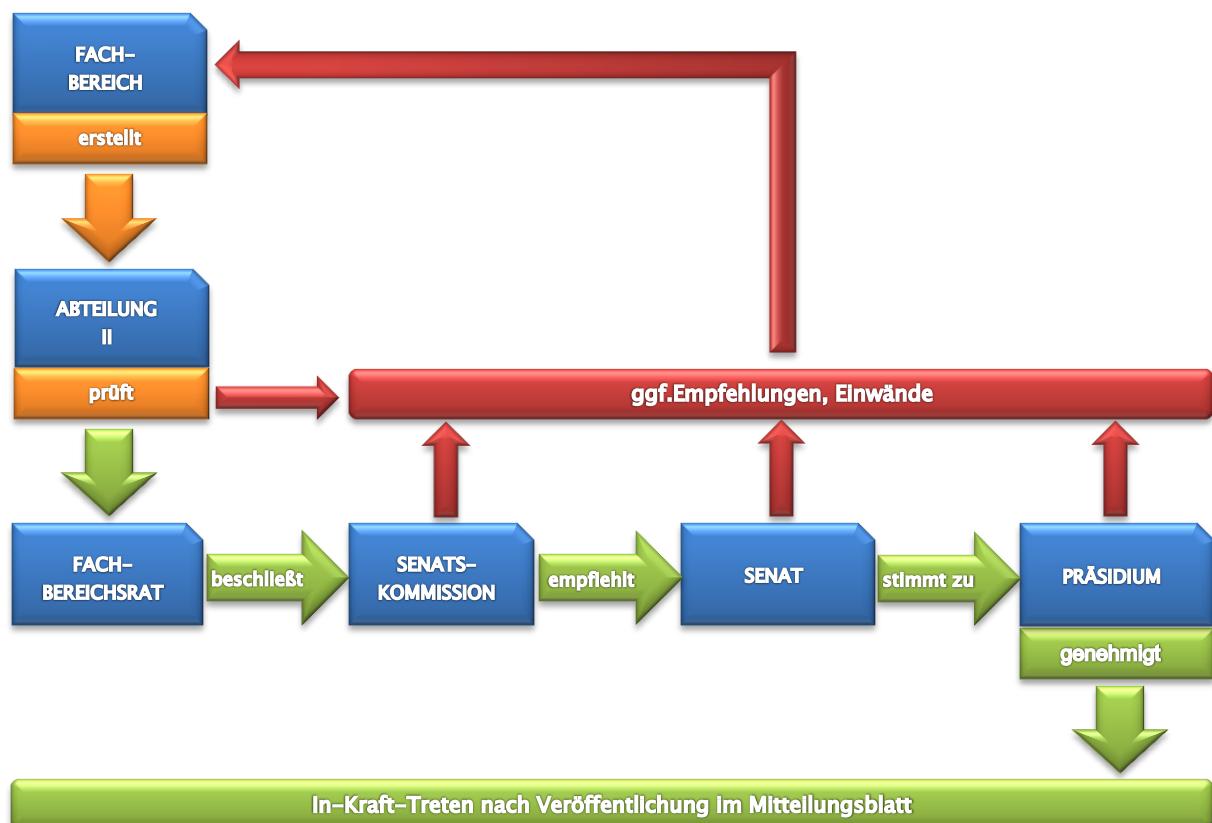 FACH-
BEREICH
erstellt
ABTEILUNG
II
prüft
ggf.Empfehlungen, Einwände
FACH-
BEREICHSRAT
beschließt
SENATS-
KOMMISSION
empfiehlt
SENAT
stimmt zu
PRÄSIDIUM
genehmigt
In-Kraft-Treten nach Veröffentlichung im Mitteilungsblatt